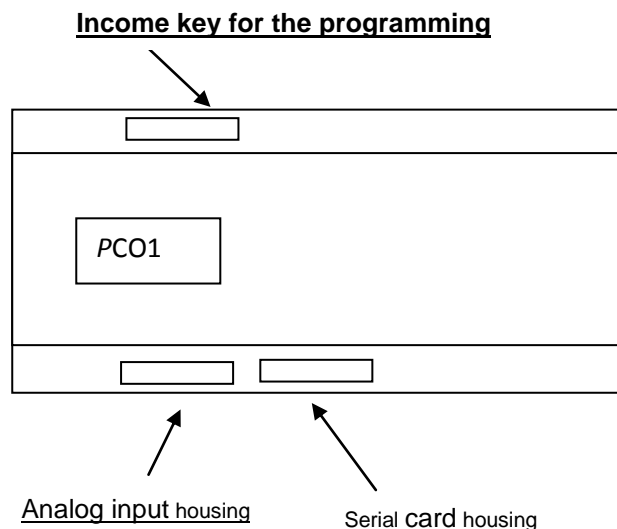 Income key for the programming
PCO1
Analog input housing
Serial card housing